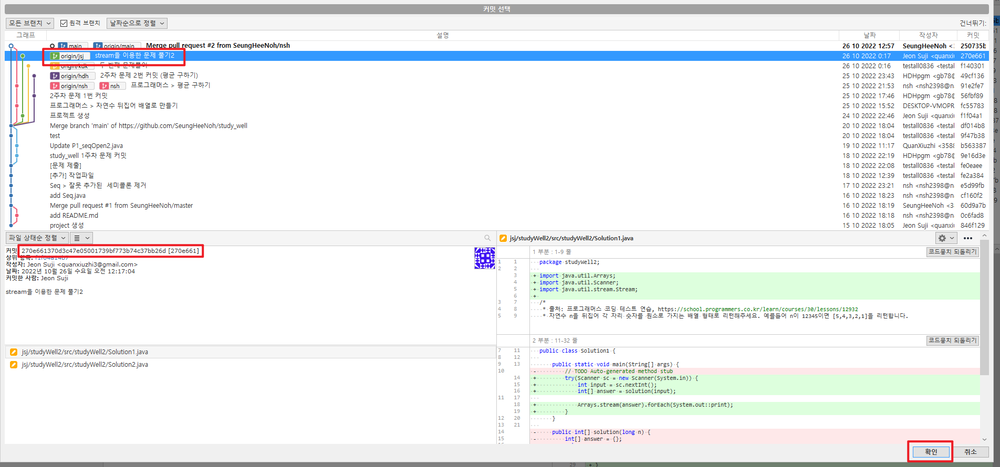 커밋 선택
모든 브랜치 원격 브랜치 날짜순으로 정렬 건너뛰기:
그래프 설명 날짜 작성자 커밋
main origin/main Merge pull request #2 from SeungHeeNoh/nsh 26 10 2022 12:57 SeungHeeNoh <3 250735b
origin/jsj stream을 이용한 문제 풀기2 26 10 2022 0:17 Jeon Suji <quanxiu 270e661
origin/kdk 두 번째 문제풀이 26 10 2022 0:16 testall0836 <testal f140301
origin/hdh 2주차 문제 2번 커밋 (평균 구하기) 25 10 2022 23:43 HDHpgm <gb78@ 49cf136
origin/nsh nsh 프로그래머스 > 평균 구하기 25 10 2022 21:53 nsh <nsh2398@na 91e2fe7
2주차 문제 1번 커밋 25 10 2022 17:46 HDHpgm <gb78@ 56fbf89
프로그래머스 > 자연수 뒤집어 배열로 만들기 25 10 2022 15:52 DESKTOP-VMOPR fc55783
프로젝트 생성 24 10 2022 22:46 Jeon Suji <quanxiu f1f04a1
Merge branch 'main' of https://github.com/SeungHeeNoh/study_well 20 10 2022 18:04 testall0836 <testal df014b8
test 20 10 2022 18:04 testall0836 <testal 9f47b38
Update P1_seqOpen2.java 19 10 2022 11:17 QuanXiuzhi <3588 b563387
study_well 1주차 문제 커밋 18 10 2022 22:19 HDHpgm <gb78@ 9e16d3e
[문제 제출] 18 10 2022 22:08 testall0836 <testal fe0eaee
[추가] 작업파일 18 10 2022 12:39 testall0836 <testal fe2a384
Seq > 잘못 추가된 세미콜론 제거 17 10 2022 23:21 nsh <nsh2398@na e5d99fb
add Seq.java 16 10 2022 18:23 nsh <nsh2398@na cf160f2
Merge pull request #1 from SeungHeeNoh/master 16 10 2022 18:19 SeungHeeNoh <3 60d9a7b
add README.md 16 10 2022 18:18 nsh <nsh2398@na 0c6fad8
project 생성 15 10 2022 18:05 Jeon Suji <quanxiu 846f129
파일 상태순 정렬
커밋 270e661370d3c47e05001739bf773b74c37bb26d [270e661]
상위 항목: f1f04a14b7
작성자: Jeon Suji <quanxiuzhi3@gmail.com>
날짜: 2022년 10월 26일 수요일 오전 12:17:04
커밋한 사람: Jeon Suji
stream을 이용한 문제 풀기2
jsj/studyWell2/src/studyWell2/Solution1.java
jsj/studyWell2/src/studyWell2/Solution2.java
jsj/studyWell2/src/studyWell2/Solution1.java
1 부분 : 1-9 줄 코드뭉치 되돌리기
1 1 package studyWell2;
2 2
3 + import java.util.Arrays;
4 + import java.util.Scanner;
5 + import java.util.stream.Stream;
6 +
3 7 /*
4 8 * 출처: 프로그래머스 코딩 테스트 연습, https://school.programmers.co.kr/learn/courses/30/lessons/12932
5 9 * 자연수 n을 뒤집어 각 자리 숫자를 원소로 가지는 배열 형태로 리턴해주세요. 예를들어 n이 12345이면 [5,4,3,2,1]을 리턴합니다.
2 부분 : 11-32 줄 코드뭉치 되돌리기
7 11 public class Solution1 {
8 12
9 13 public static void main(String[] args) {
10 - // TODO Auto-generated method stub
14 + try(Scanner sc = new Scanner(System.in)) {
15 + int input = sc.nextInt();
16 + int[] answer = solution(input);
11 17
18 + Arrays.stream(answer).forEach(System.out::print);
19 + }
12 20 }
13 21
14 - public int[] solution(long n) {
15 - int[] answer = {};
확인 취소
29 + }